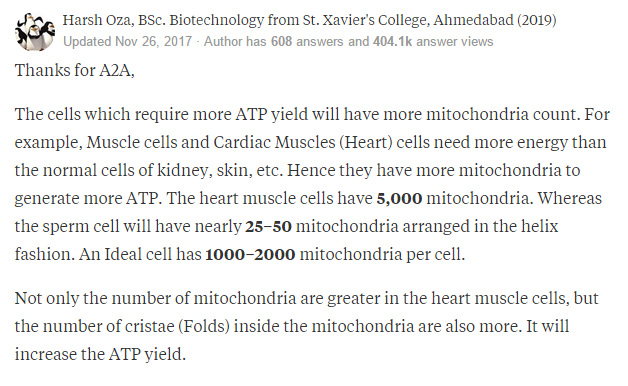 Harsh Oza, BSc. Biotechnology from St. Xavier's College, Ahmedabad (2019)
Updated Nov 26, 2017 · Author has 608 answers and 404.1k answer views
Thanks for A2A,
The cells which require more ATP yield will have more mitochondria count. For
example, Muscle cells and Cardiac Muscles (Heart) cells need more energy than
the normal cells of kidney, skin, etc. Hence they have more mitochondria to
generate more ATP. The heart muscle cells have 5,000 mitochondria. Whereas
the sperm cell will have nearly 25–50 mitochondria arranged in the helix
fashion. An Ideal cell has 1000–2000 mitochondria per cell.
Not only the number of mitochondria are greater in the heart muscle cells, but
the number of cristae (Folds) inside the mitochondria are also more. It will
increase the ATP yield.